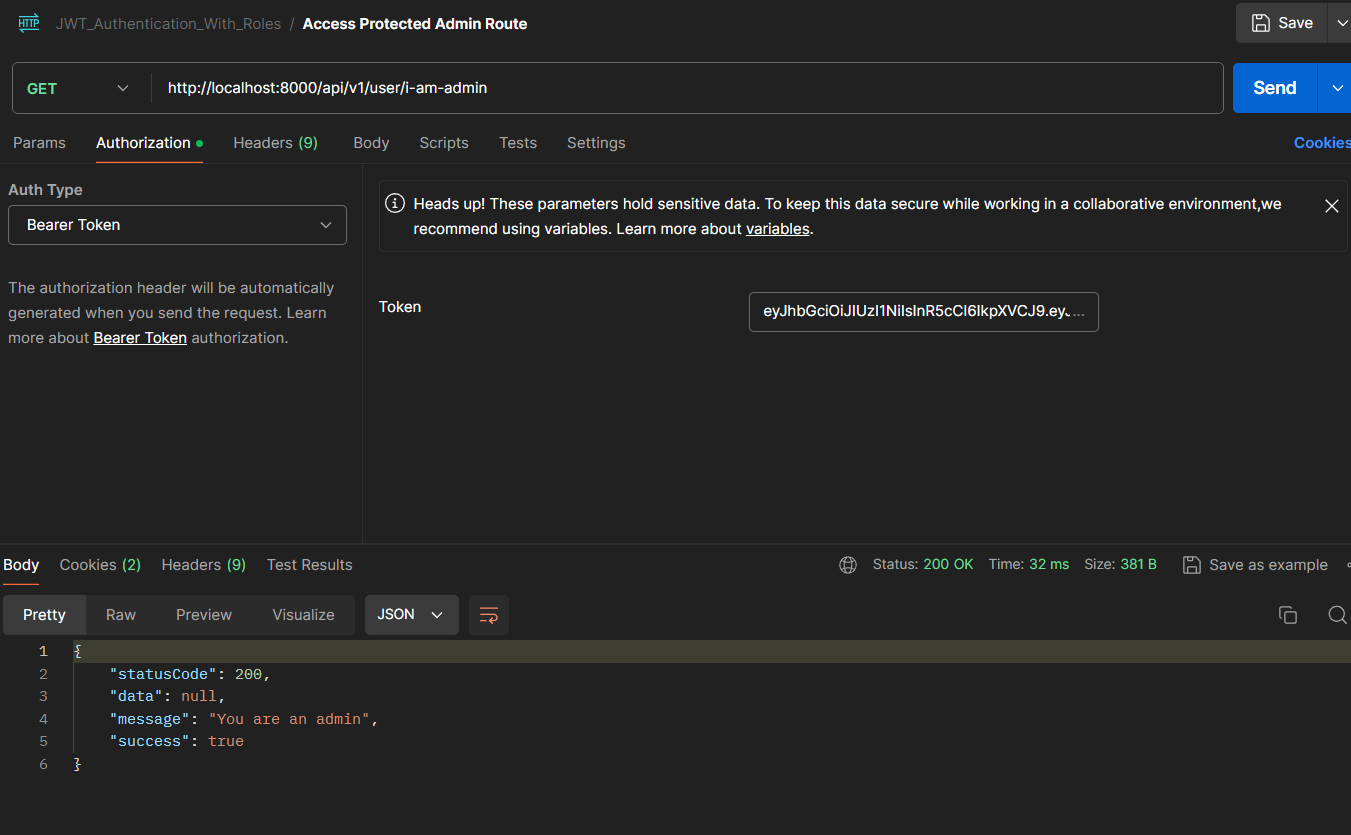 HTTP JWT_Authentication_With_Roles / Access Protected Admin Route Save
GET http://localhost:8000/api/v1/user/i-am-admin Send
Params Authorization Headers (9) Body Scripts Tests Settings Cookies
Auth Type
Bearer Token
The authorization header will be automatically
generated when you send the request. Learn
more about Bearer Token authorization.
Heads up! These parameters hold sensitive data. To keep this data secure while working in a collaborative environment,we
recommend using variables. Learn more about variables.
Token eyJhbGciOiJIUzI1NiIsInR5cCI6IkpXVCJ9.eyJ...
Body Cookies (2) Headers (9) Test Results Status: 200 OK Time: 32 ms Size: 381 B Save as example
Pretty Raw Preview Visualize JSON
1 {
2 "statusCode": 200,
3 "data": null,
4 "message": "You are an admin",
5 "success": true
6 }